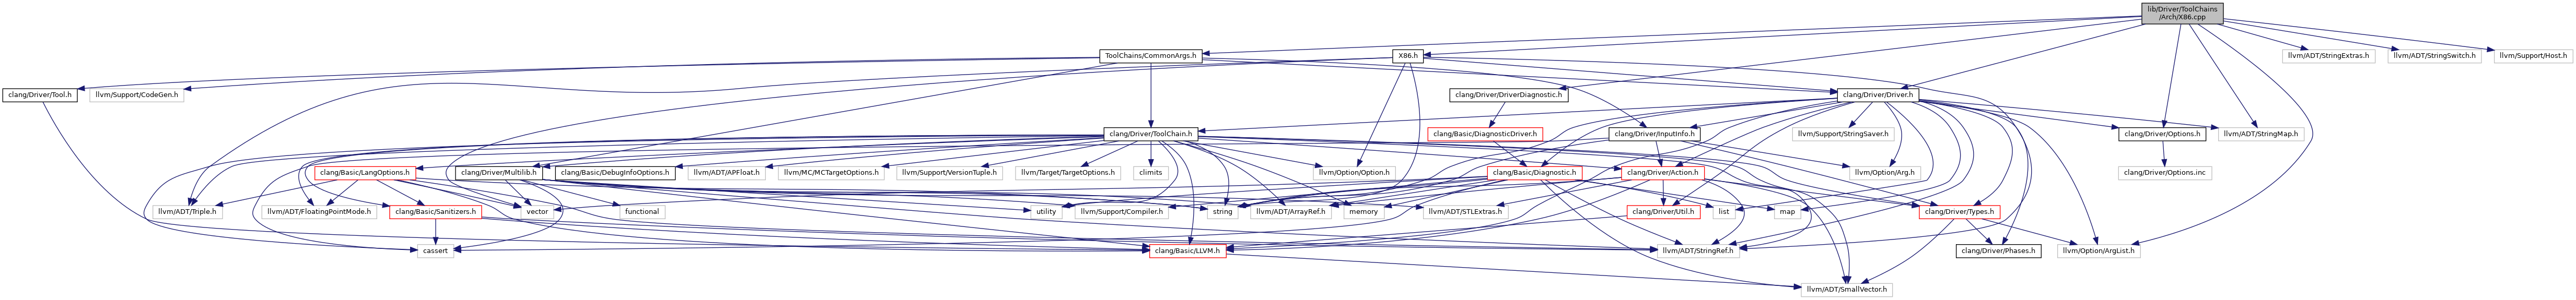 lib/Driver/ToolChains
/Arch/X86.cpp
ToolChains/CommonArgs.h
X86.h
llvm/ADT/StringExtras.h
llvm/ADT/StringSwitch.h
llvm/Support/Host.h
clang/Driver/Tool.h
llvm/Support/CodeGen.h
clang/Driver/DriverDiagnostic.h
clang/Driver/Driver.h
clang/Driver/ToolChain.h
clang/Basic/DiagnosticDriver.h
clang/Driver/InputInfo.h
llvm/Support/StringSaver.h
clang/Driver/Options.h
llvm/ADT/StringMap.h
clang/Basic/LangOptions.h
clang/Driver/Multilib.h
clang/Basic/DebugInfoOptions.h
llvm/ADT/APFloat.h
llvm/MC/MCTargetOptions.h
llvm/Support/VersionTuple.h
llvm/Target/TargetOptions.h
climits
llvm/Option/Option.h
clang/Basic/Diagnostic.h
clang/Driver/Action.h
llvm/Option/Arg.h
clang/Driver/Options.inc
llvm/ADT/Triple.h
llvm/ADT/FloatingPointMode.h
clang/Basic/Sanitizers.h
vector
functional
utility
llvm/Support/Compiler.h
string
llvm/ADT/ArrayRef.h
memory
llvm/ADT/STLExtras.h
clang/Driver/Util.h
list
map
clang/Driver/Types.h
cassert
clang/Basic/LLVM.h
llvm/ADT/StringRef.h
clang/Driver/Phases.h
llvm/Option/ArgList.h
llvm/ADT/SmallVector.h